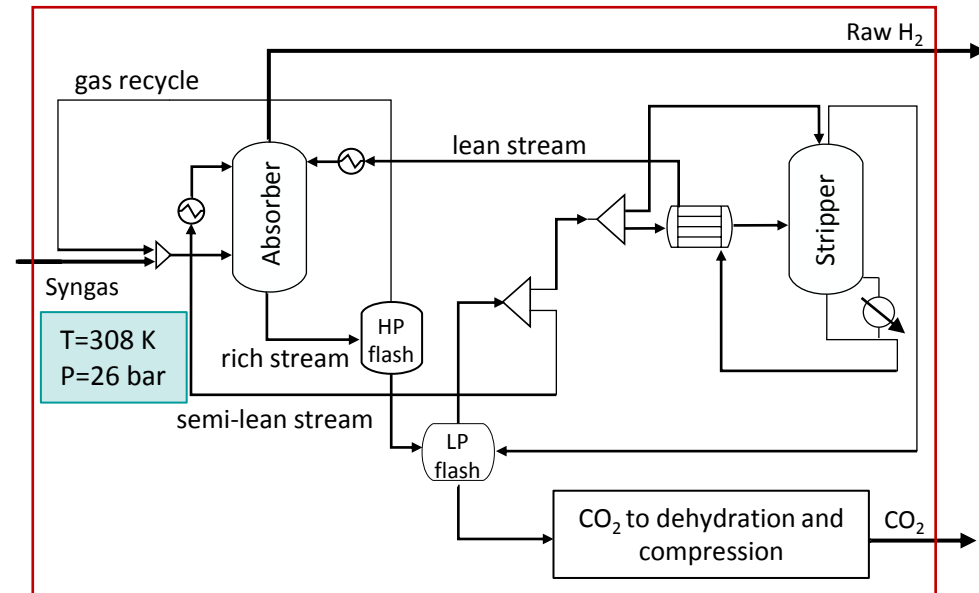 Raw H₂
gas recycle
lean stream
Absorber
Stripper
Syngas
T=308 K
P=26 bar
HP
flash
rich stream
semi-lean stream
LP
flash
CO₂ to dehydration and
compression
CO₂